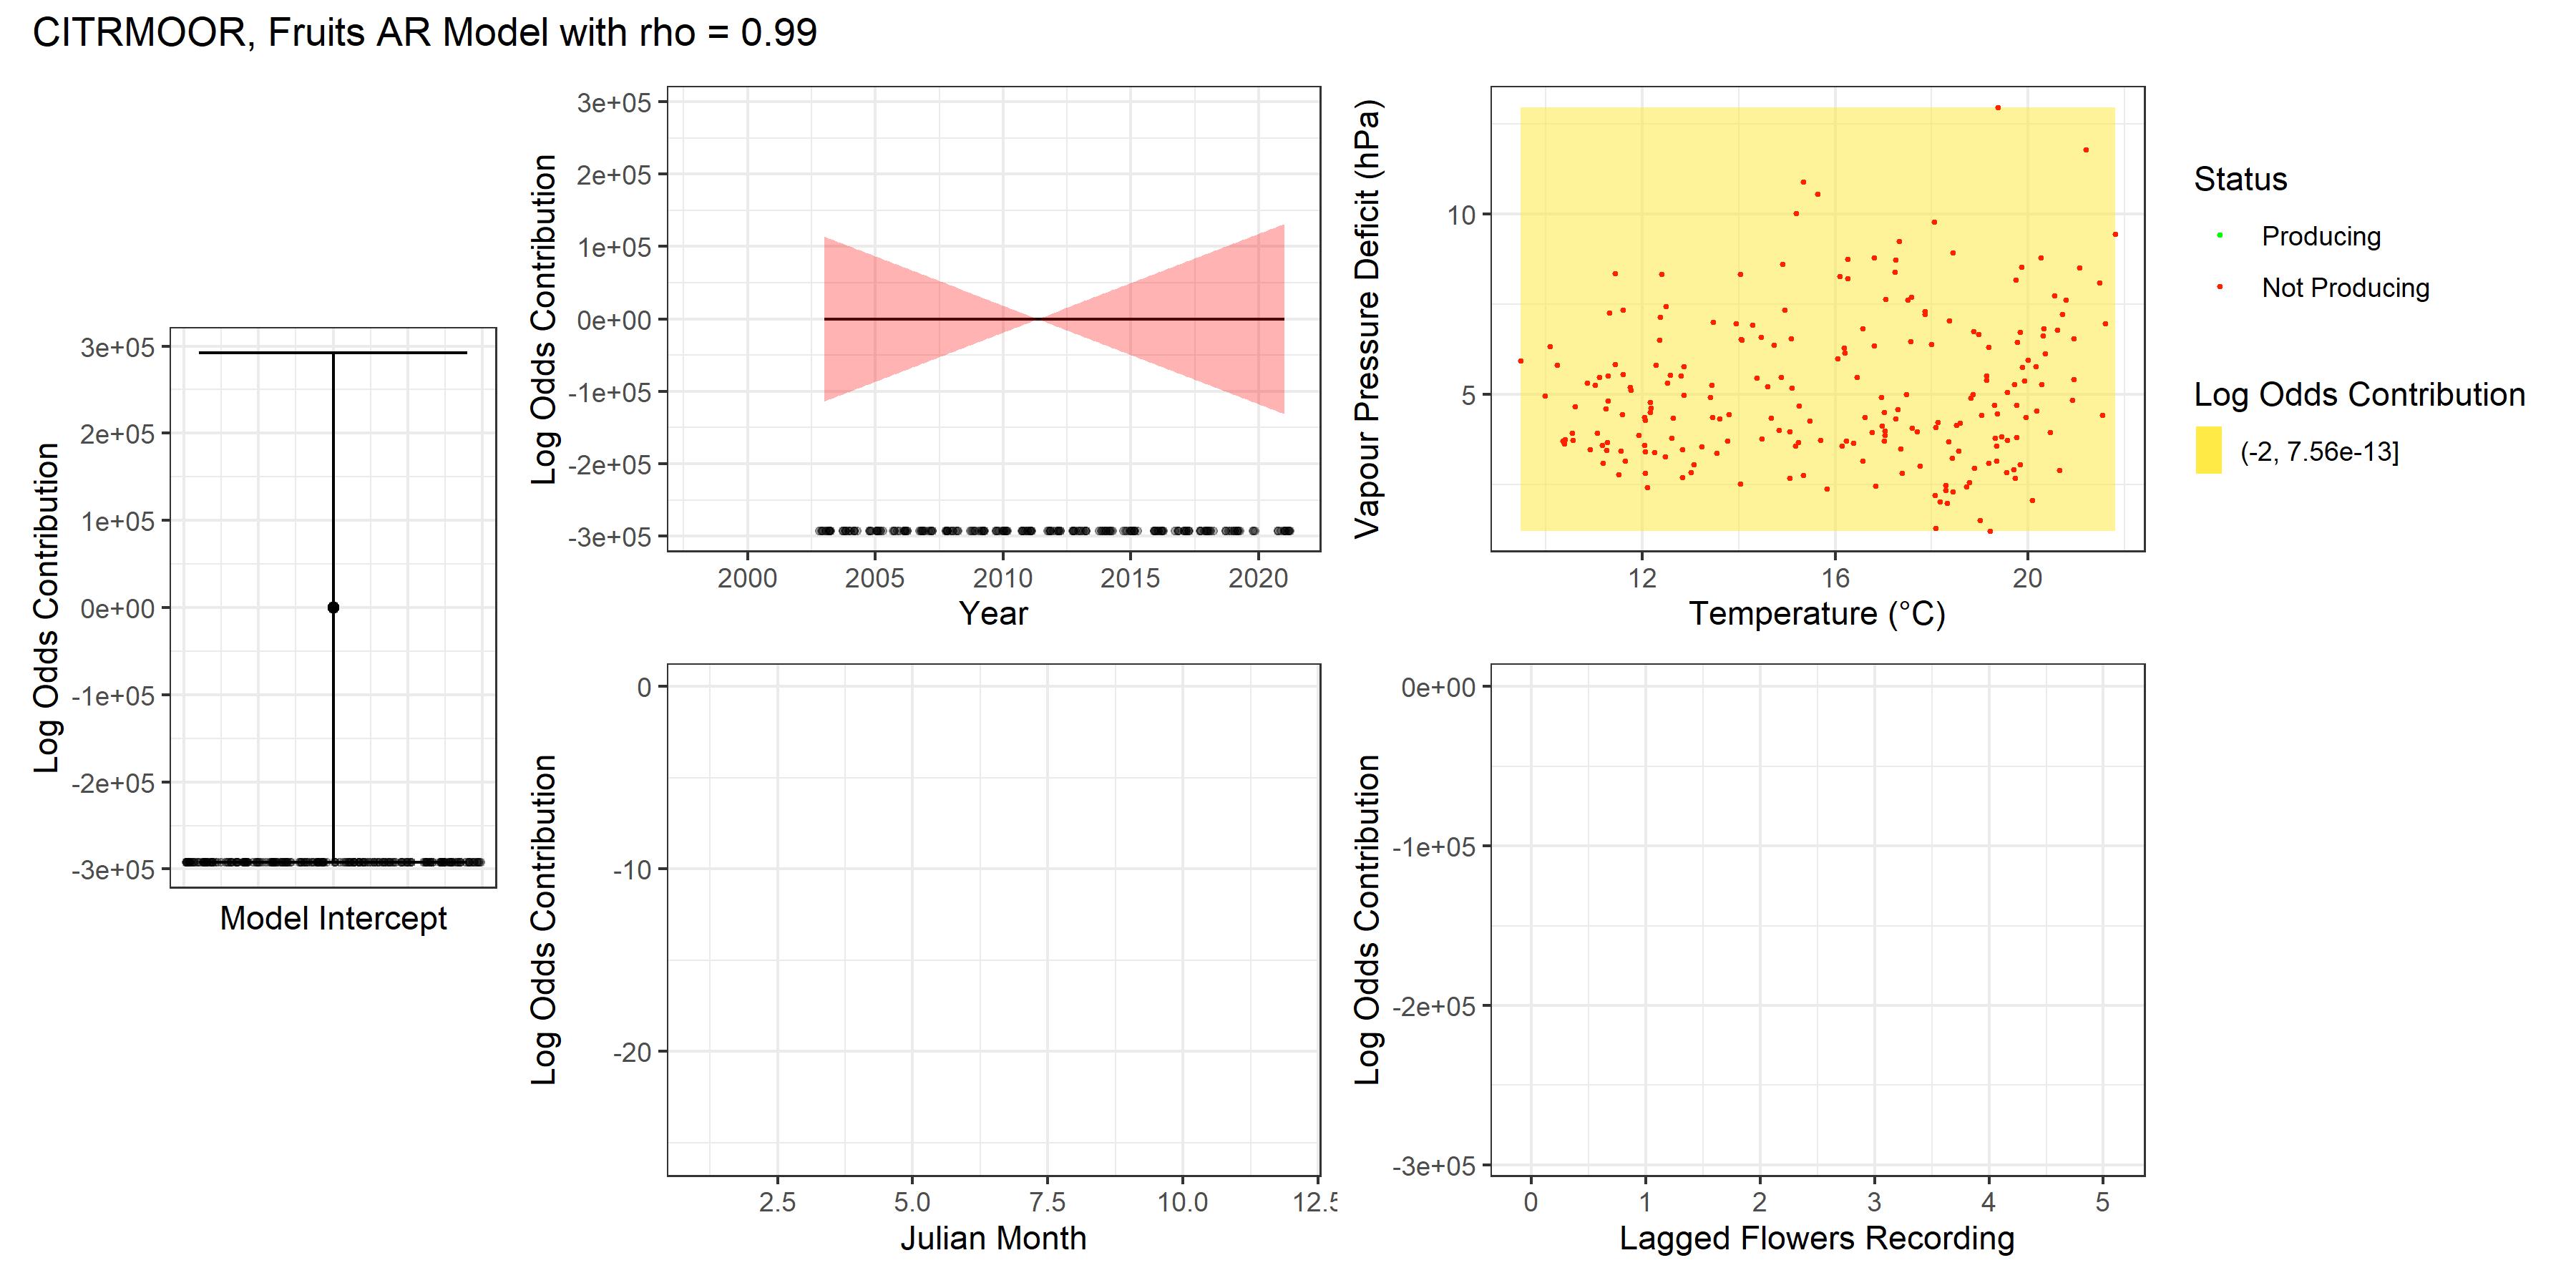 CITRMOOR, Fruits AR Model with rho = 0.99
Log Odds Contribution
3e+05
2e+05
1e+05
0e+00
-1e+05
-2e+05
-3e+05
Model Intercept
Log Odds Contribution
3e+05
2e+05
1e+05
0e+00
-1e+05
-2e+05
-3e+05
2000 2005 2010 2015 2020
Year
Vapour Pressure Deficit (hPa)
10
5
12 16 20
Temperature (°C)
Status
Producing
Not Producing
Log Odds Contribution
(-2, 7.56e-13]
Log Odds Contribution
0
-10
-20
2.5 5.0 7.5 10.0 12.5
Julian Month
Log Odds Contribution
0e+00
-1e+05
-2e+05
-3e+05
0 1 2 3 4 5
Lagged Flowers Recording